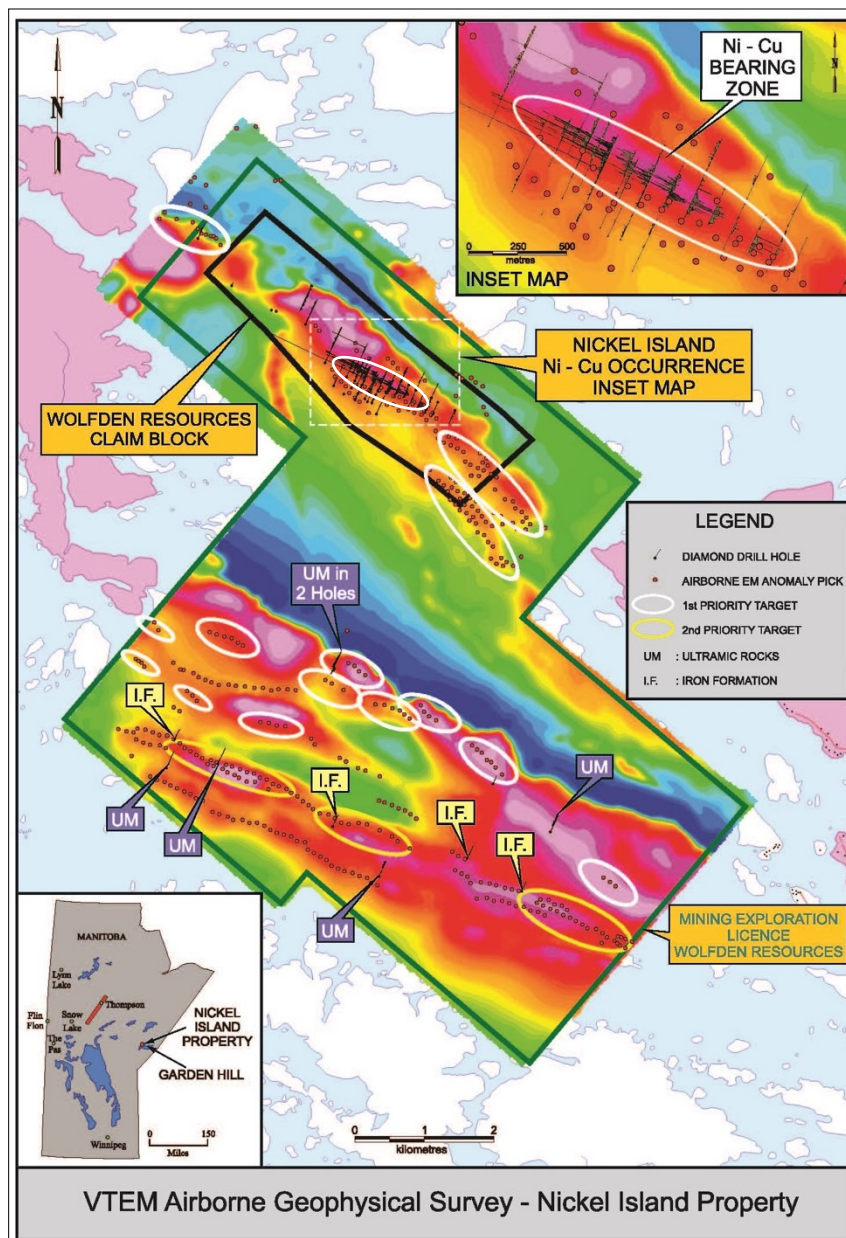 N
Ni - Cu
BEARING
ZONE
N
0 250 500
metres
INSET MAP
NICKEL ISLAND
Ni - Cu OCCURRENCE
INSET MAP
WOLFDEN RESOURCES
CLAIM BLOCK
LEGEND
DIAMOND DRILL HOLE
AIRBORNE EM ANOMALY PICK
1st PRIORITY TARGET
2nd PRIORITY TARGET
UM : ULTRAMIC ROCKS
I.F. : IRON FORMATION
UM in
2 Holes
I.F.
UM
UM
I.F.
I.F.
UM
I.F.
UM
MINING EXPLORATION
LICENCE
WOLFDEN RESOURCES
MANITOBA
Lynn
Lake
Thompson
Flin
Flon
Snow
Lake
The
Pas
NICKEL
ISLAND
PROPERTY
GARDEN HILL
Winnipeg
0 150
Miles
0 1 2
kilometres
VTEM Airborne Geophysical Survey - Nickel Island Property